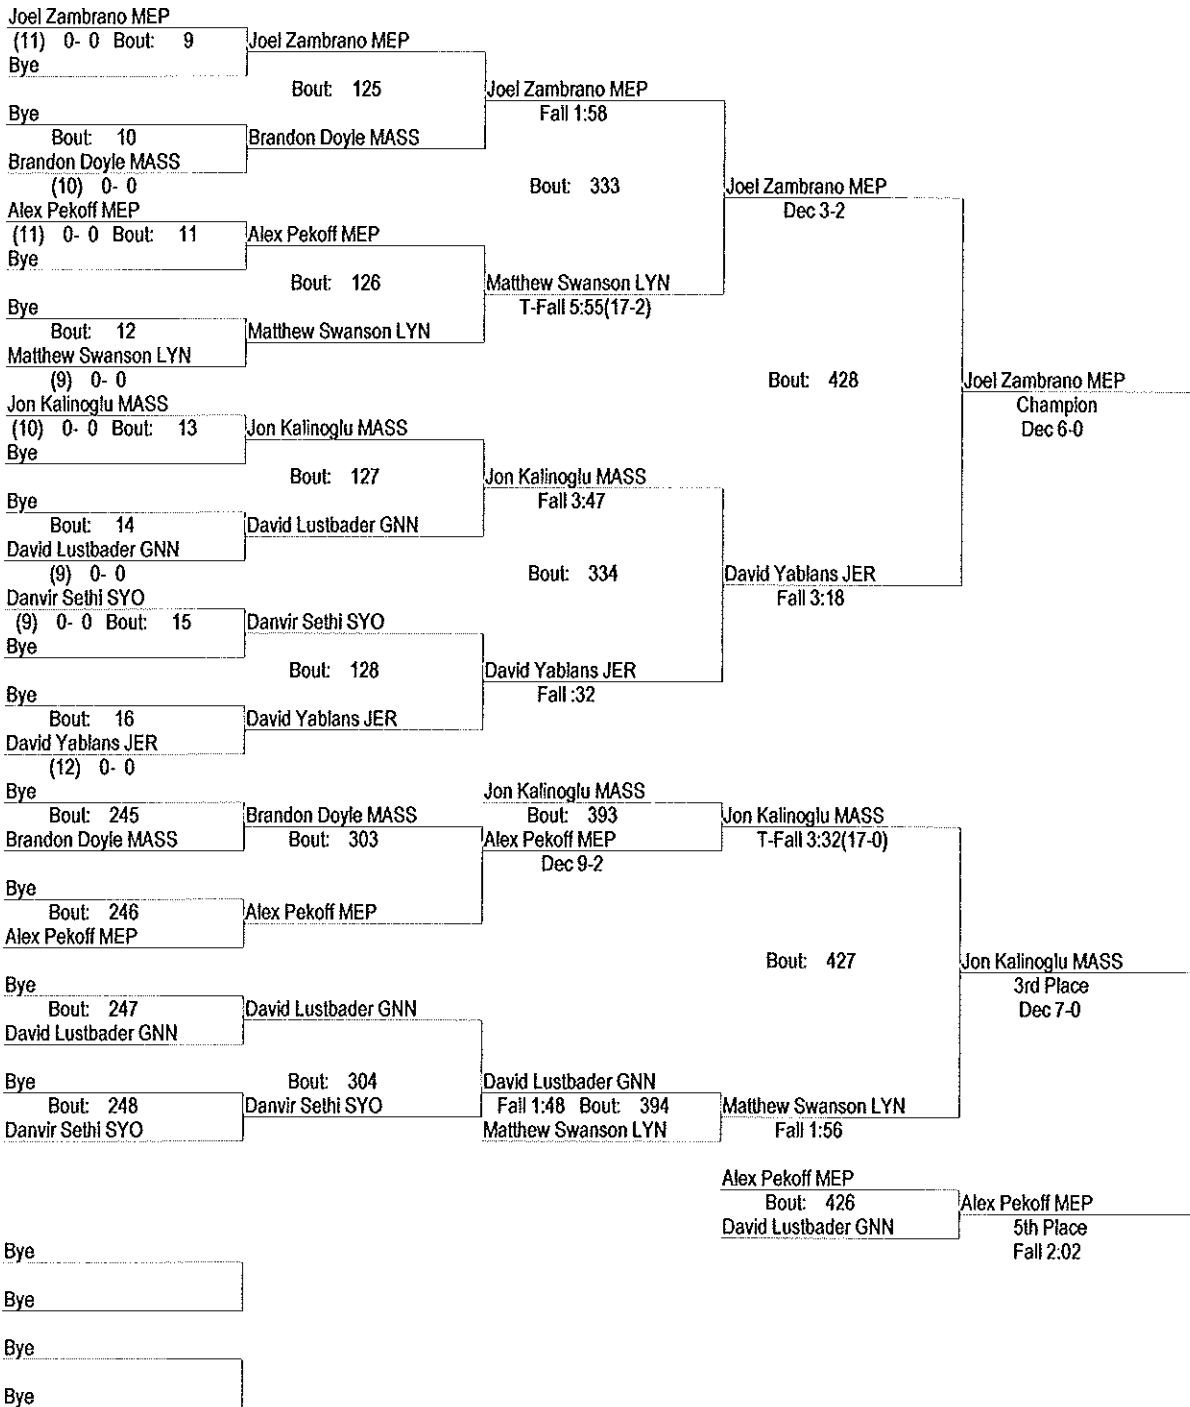 Joel Zambrano MEP
(11) 0- 0 Bout: 9
Joel Zambrano MEP
Bye
Bout: 125
Joel Zambrano MEP
Fall 1:58
Bye
Bout: 10
Brandon Doyle MASS
Brandon Doyle MASS
(10) 0- 0
Bout: 333
Joel Zambrano MEP
Dec 3-2
Alex Pekoff MEP
(11) 0- 0 Bout: 11
Alex Pekoff MEP
Bye
Bout: 126
Matthew Swanson LYN
T-Fall 5:55(17-2)
Bye
Bout: 12
Matthew Swanson LYN
Matthew Swanson LYN
(9) 0- 0
Bout: 428
Joel Zambrano MEP
Champion
Dec 6-0
Jon Kalinoglu MASS
(10) 0- 0 Bout: 13
Jon Kalinoglu MASS
Bye
Bout: 127
Jon Kalinoglu MASS
Fall 3:47
Bye
Bout: 14
David Lustbader GNN
David Lustbader GNN
(9) 0- 0
Bout: 334
David Yablans JER
Fall 3:18
Danvir Sethi SYO
(9) 0- 0 Bout: 15
Danvir Sethi SYO
Bye
Bout: 128
David Yablans JER
Fall :32
Bye
Bout: 16
David Yablans JER
David Yablans JER
(12) 0- 0
Bye
Bout: 245
Brandon Doyle MASS
Brandon Doyle MASS
Bout: 303
Jon Kalinoglu MASS
Bout: 393
Alex Pekoff MEP
Dec 9-2
Jon Kalinoglu MASS
T-Fall 3:32(17-0)
Bye
Bout: 246
Alex Pekoff MEP
Alex Pekoff MEP
Bout: 427
Jon Kalinoglu MASS
3rd Place
Dec 7-0
Bye
Bout: 247
David Lustbader GNN
David Lustbader GNN
Bye
Bout: 248
Danvir Sethi SYO
Bout: 304
Danvir Sethi SYO
David Lustbader GNN
Fall 1:48 Bout: 394
Matthew Swanson LYN
Matthew Swanson LYN
Fall 1:56
Alex Pekoff MEP
Bout: 426
David Lustbader GNN
Alex Pekoff MEP
5th Place
Fall 2:02
Bye
Bye
Bye
Bye